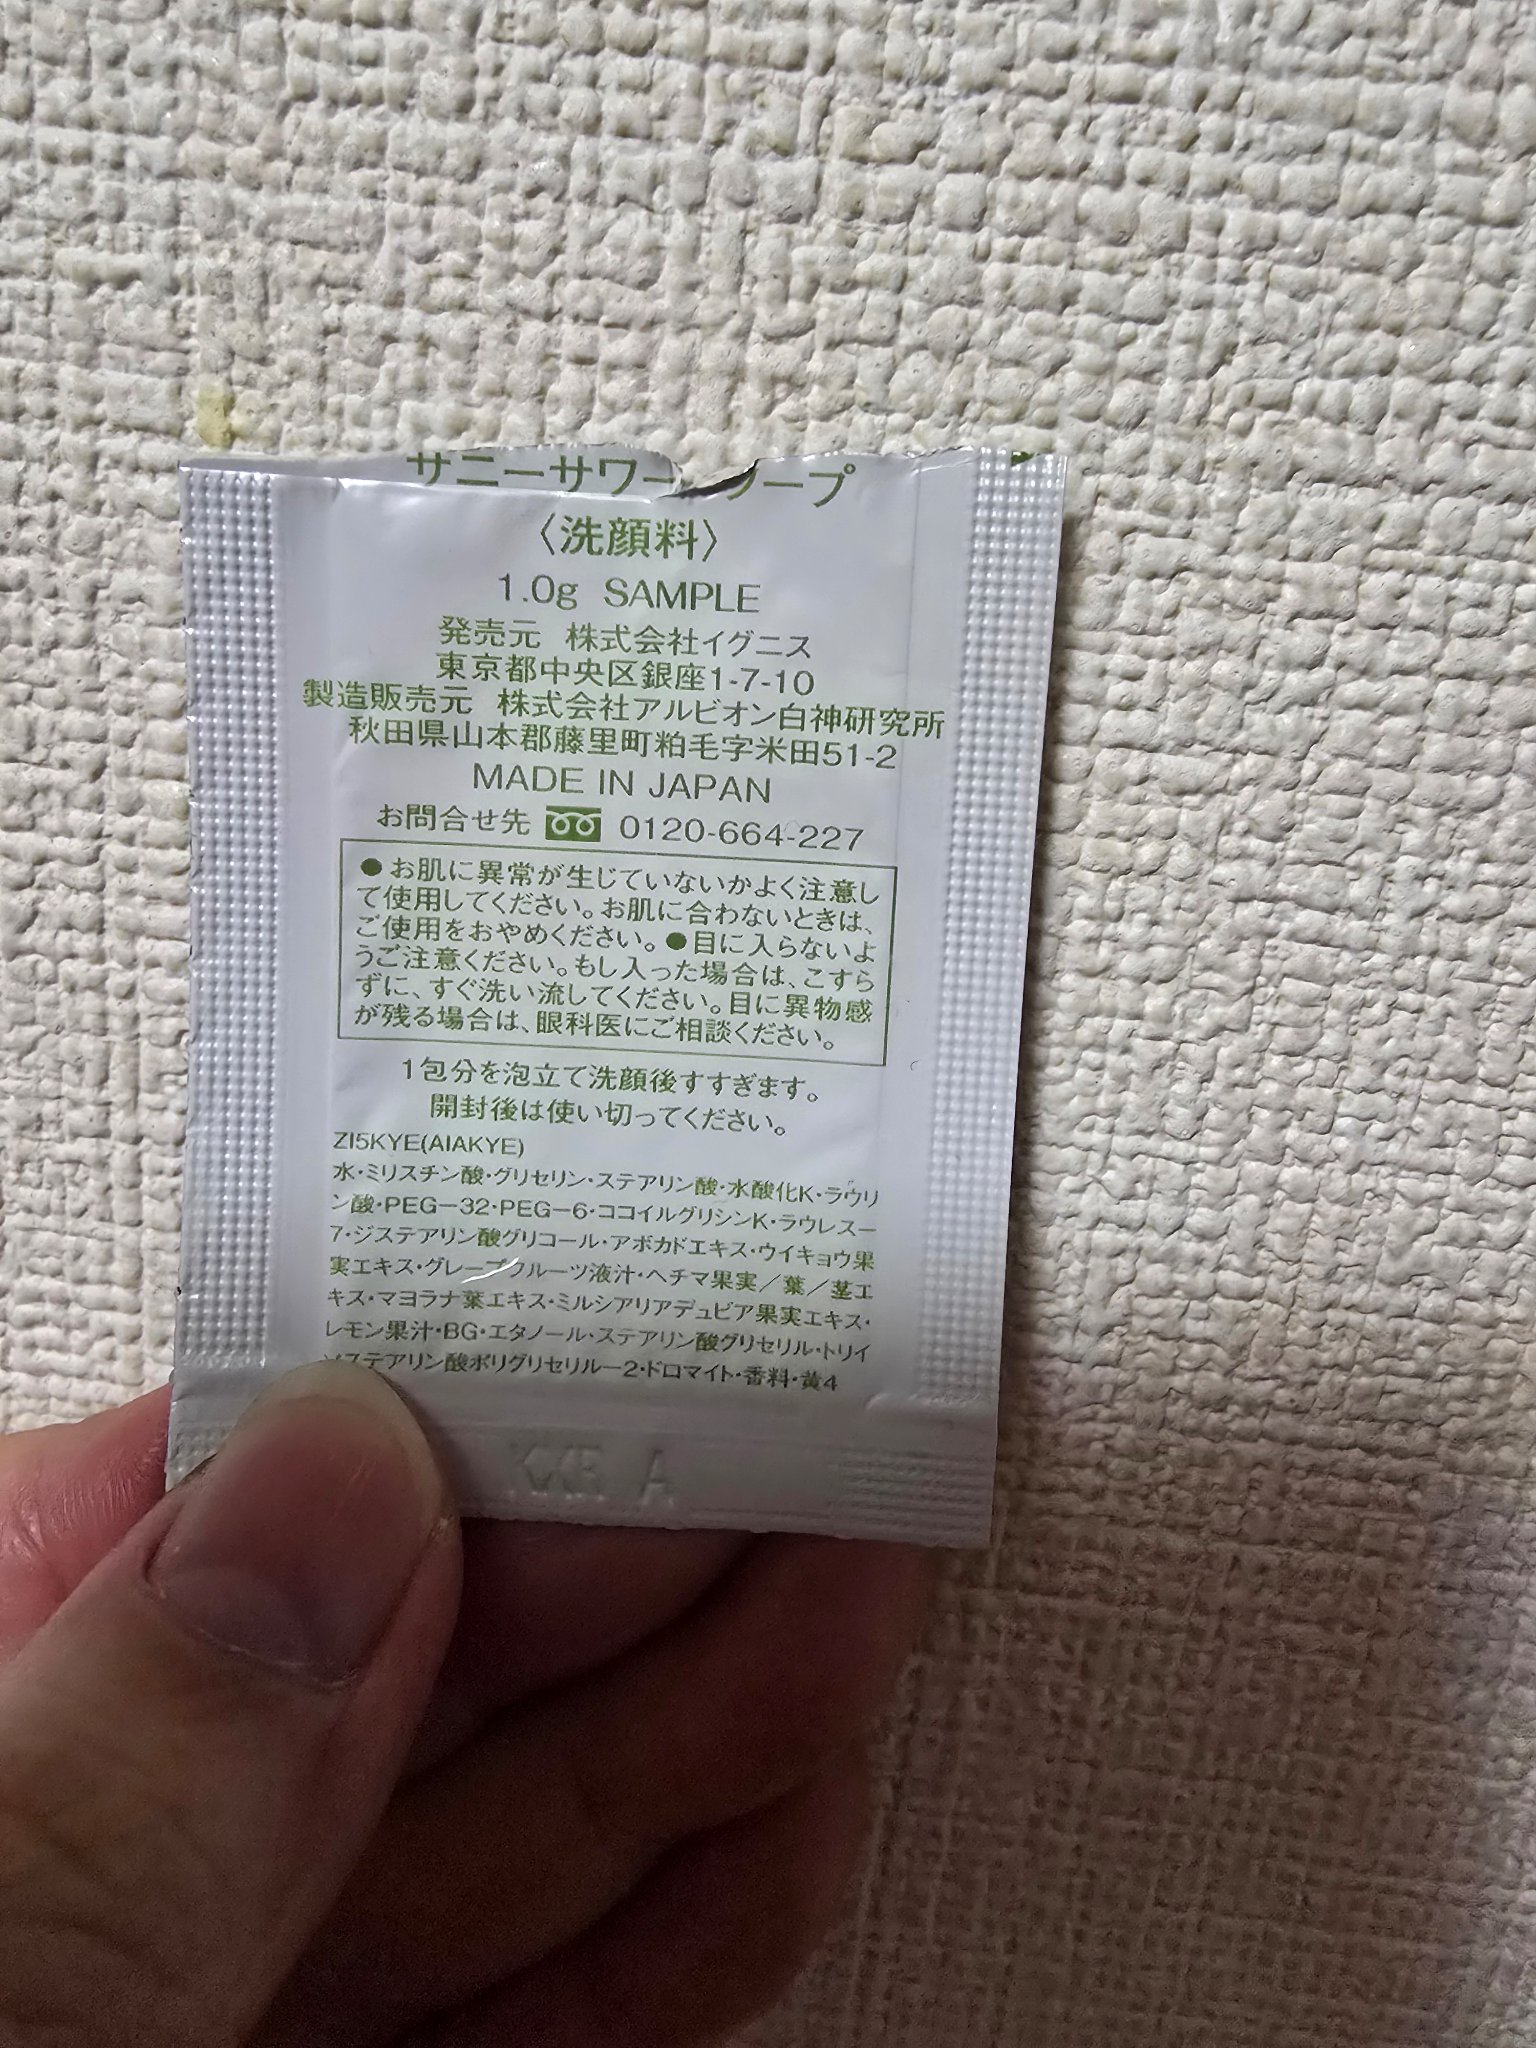 サニーサワー ソープ
〈洗顔料〉
1.0g SAMPLE
発売元 株式会社イグニス
東京都中央区銀座1-7-10
製造販売元 株式会社アルビオン白神研究所
秋田県山本郡藤里町粕毛字米田51-2
MADE IN JAPAN
お問合せ先 0120-664-227
●お肌に異常が生じていないかよく注意し
て使用してください。お肌に合わないときは、
ご使用をおやめください。●目に入らないよ
うご注意ください。もし入った場合は、こすら
ずに、すぐ洗い流してください。目に異物感
が残る場合は、眼科医にご相談ください。
1包分を泡立て洗顔後すすぎます。
開封後は使い切ってください。
ZI5KYE(AIAKYE)
水・ミリスチン酸・グリセリン・ステアリン酸・水酸化K・ラウリ
ン酸・PEG－32・PEG－6・ココイルグリシンK・ラウレス－
7・ジステアリン酸グリコール・アボカドエキス・ウイキョウ果
実エキス・グレープフルーツ液汁・ヘチマ果実／葉／茎エ
キス・マヨラナ葉エキス・ミルシアリアデュビア果実エキス・
レモン果汁・BG・エタノール・ステアリン酸グリセリル・トリイ
ソステアリン酸ポリグリセリル－2・ドロマイト・香料・黄4